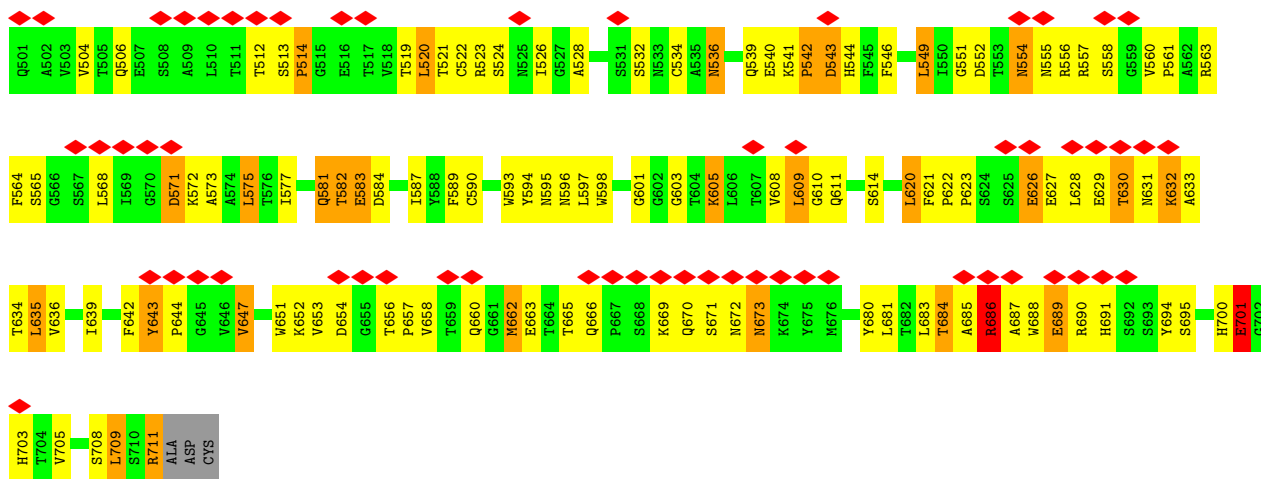 Q501 A502 V503 V504 T505 Q506 E507 S508 A509 L510 T511 T512 S513 P514 G515 E516 T517 V518 T519 L520 T521 C522 R523 S524 N525 I526 G527 A528 S531 S532 N533 C534 A535 N536 Q539 E540 K541 P542 D543 H544 F545 F546 L549 I550 G551 D552 T553 N554 N555 R556 R557 S558 G559 V560 P561 A562 R563
F564 S565 G566 S567 L568 I569 G570 D571 K572 A573 A574 L575 T576 I577 Q581 T582 E583 D584 I587 Y588 F589 C590 W593 Y594 N595 N596 L597 W598 G601 G602 G603 T604 K605 L606 T607 V608 L609 G610 Q611 S614 L620 F621 P622 P623 S624 S625 E626 E627 L628 E629 T630 N631 K632 A633
T634 L635 V636 I639 F642 Y643 P644 G645 V646 V647 W651 K652 V653 D654 G655 T656 P657 V658 T659 Q660 G661 M662 E663 T664 T665 Q666 P667 S668 K669 Q670 S671 N672 N673 K674 Y675 M676 Y680 L681 T682 L683 T684 A685 R686 A687 W688 E689 R690 H691 S692 S693 Y694 S695 H700 E701 G702
H703 T704 V705 S708 L709 S710 R711 ALA ASP CYS